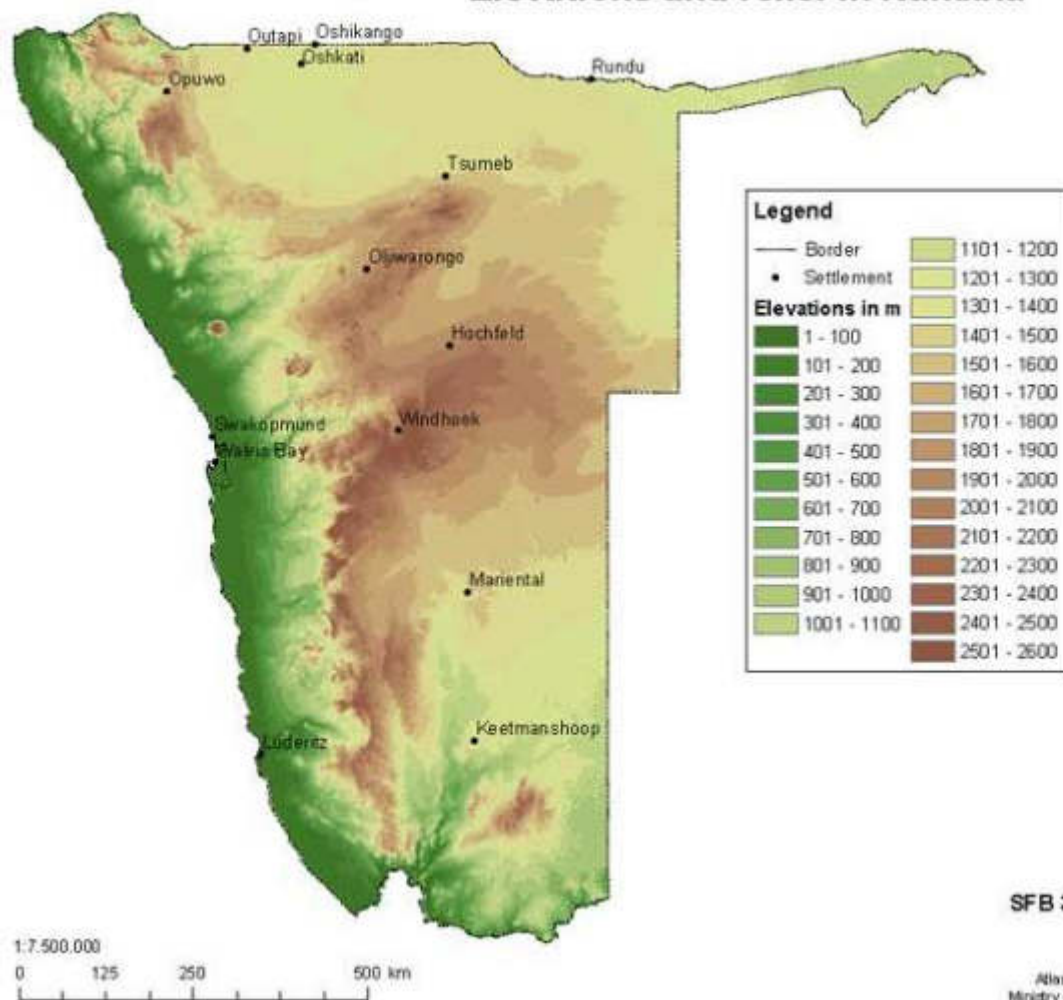 Outapi
Oshikango
Oshkati
Opuwo
Rundu
Tsumeb
Otjiwarongo
Hochfeld
Windhoek
Swakopmund
Walvis Bay
Mariental
Keetmanshoop
Lüderitz
Legend
Border
Settlement
Elevations in m
1 - 100
101 - 200
201 - 300
301 - 400
401 - 500
501 - 600
601 - 700
701 - 800
801 - 900
901 - 1000
1001 - 1100
1101 - 1200
1201 - 1300
1301 - 1400
1401 - 1500
1501 - 1600
1601 - 1700
1701 - 1800
1801 - 1900
1901 - 2000
2001 - 2100
2101 - 2200
2201 - 2300
2301 - 2400
2401 - 2500
2501 - 2600
SFB
1:7.500.000
0 125 250 500 km